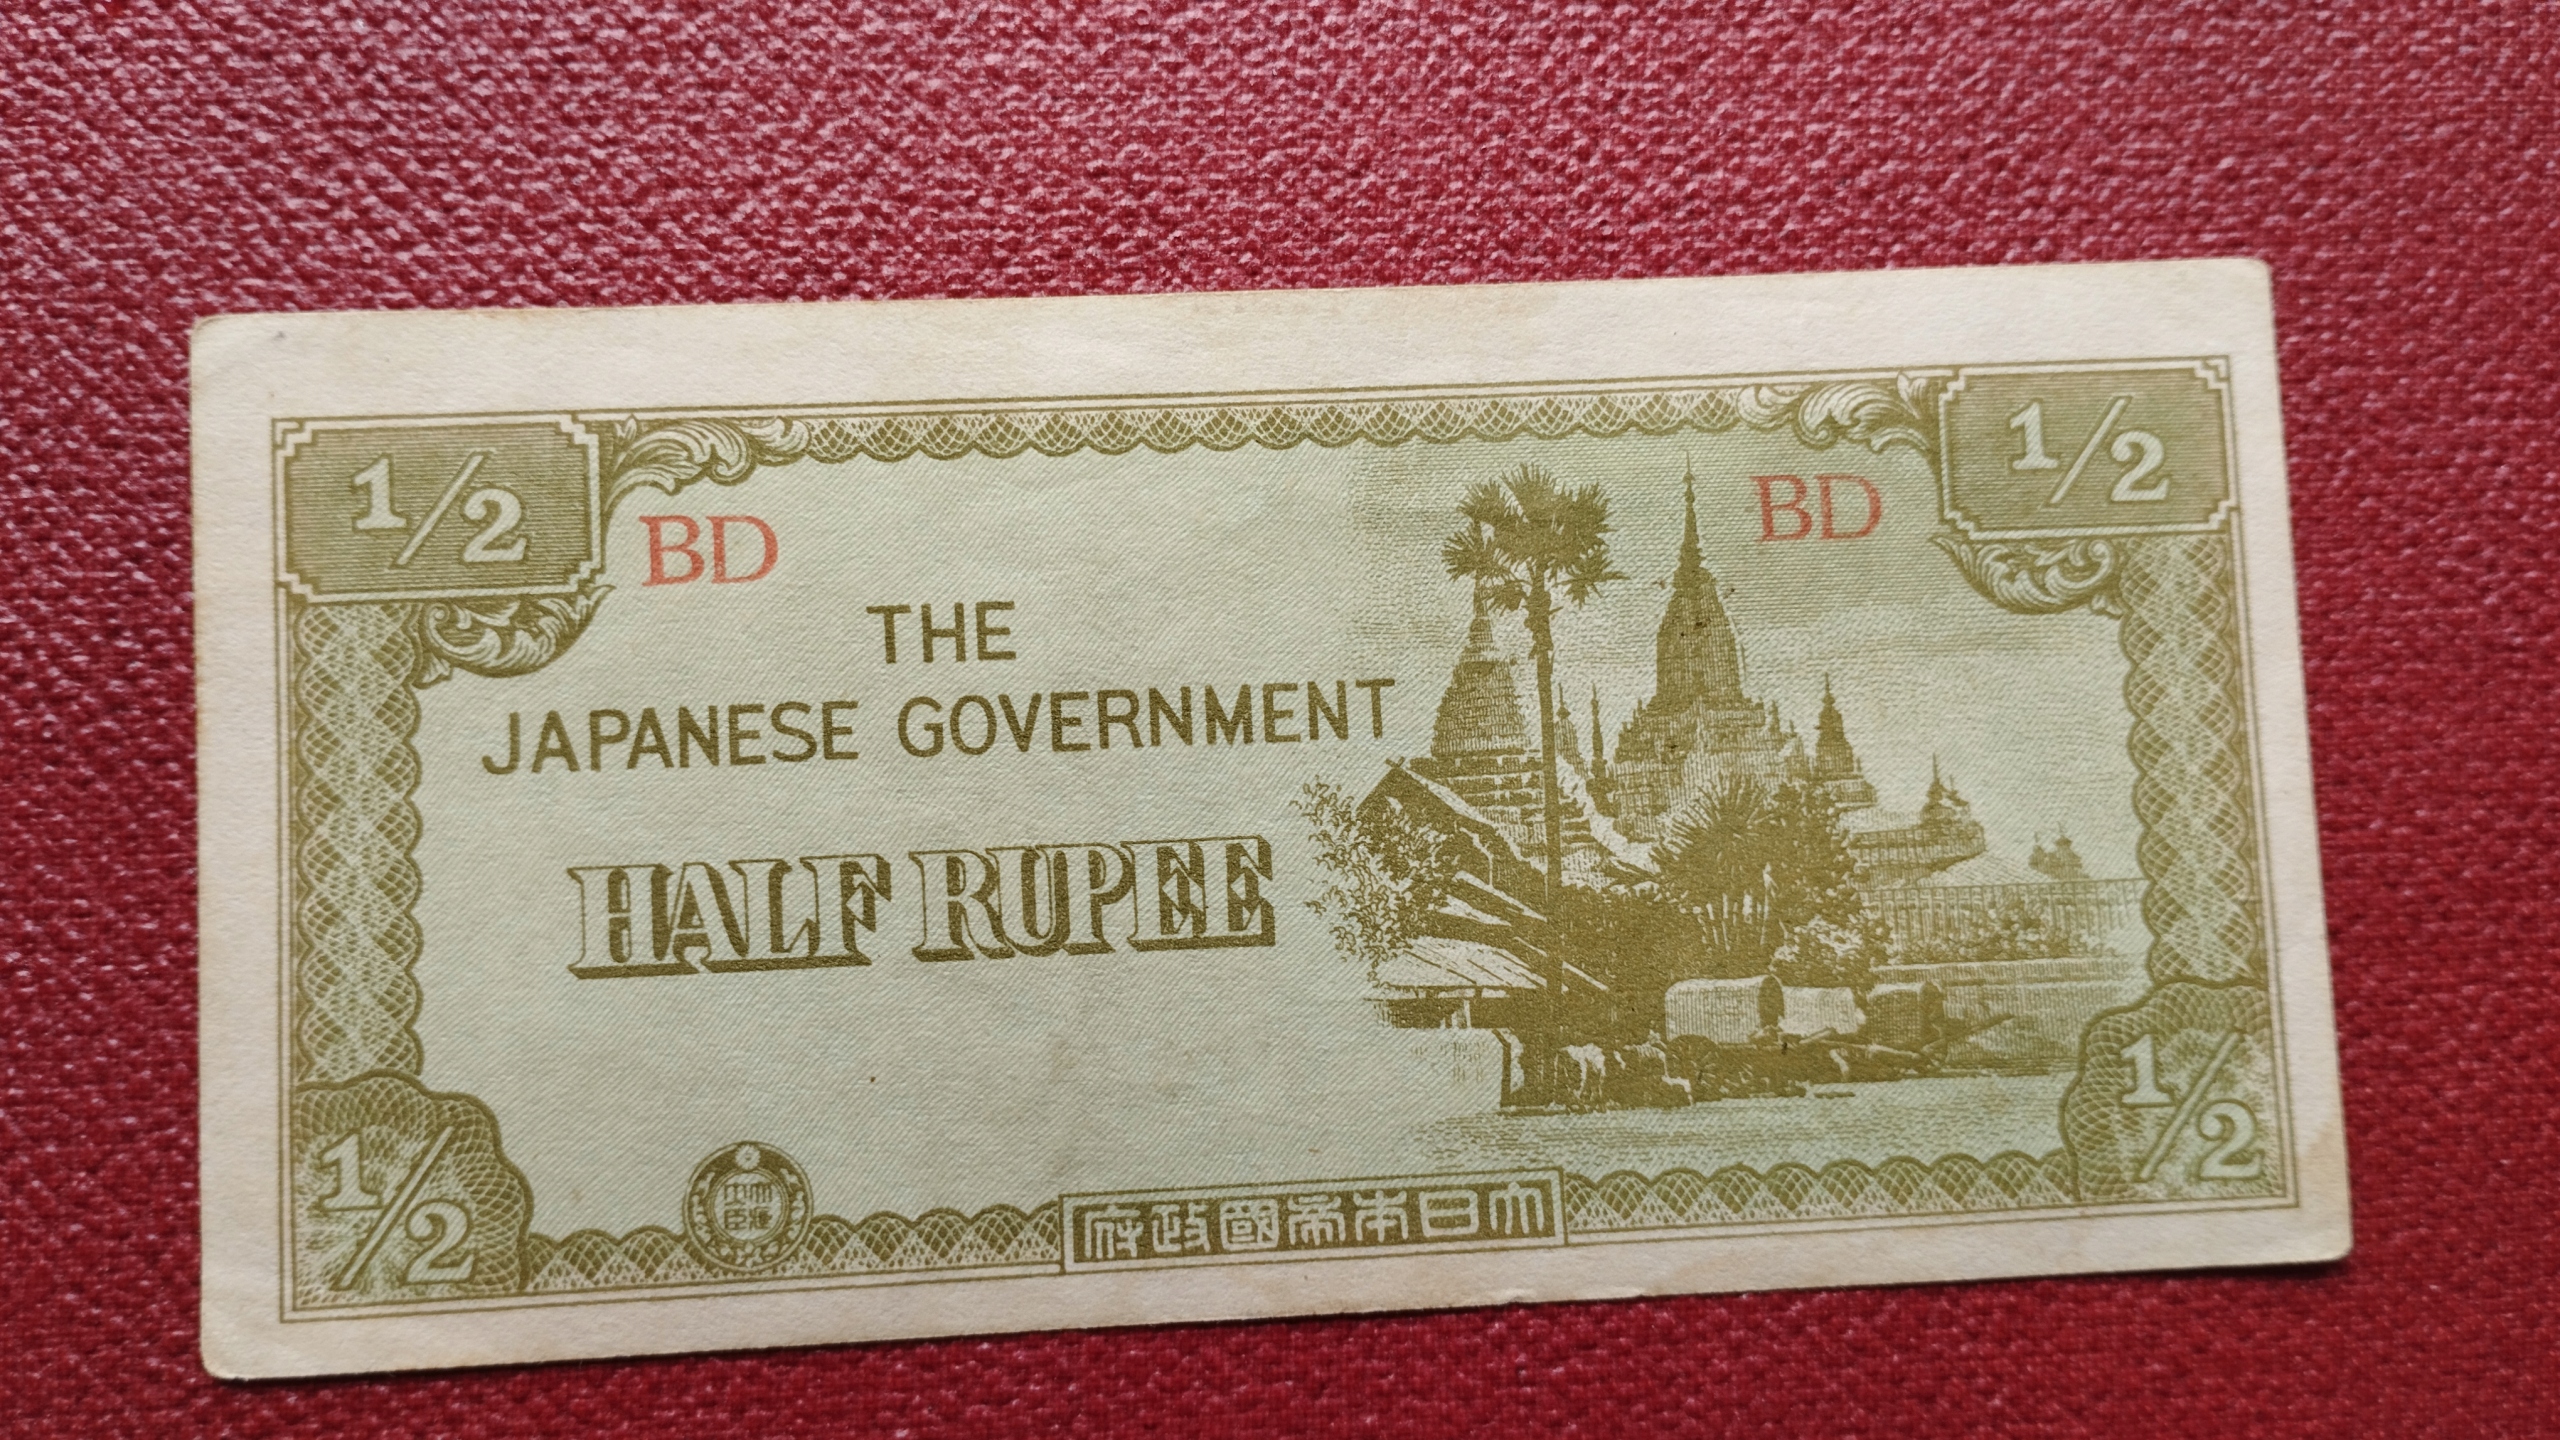 1/2
1/2
BD
BD
THE
JAPANESE GOVERNMENT
HALF RUPEE
1/2
1/2
府政國帝本日大